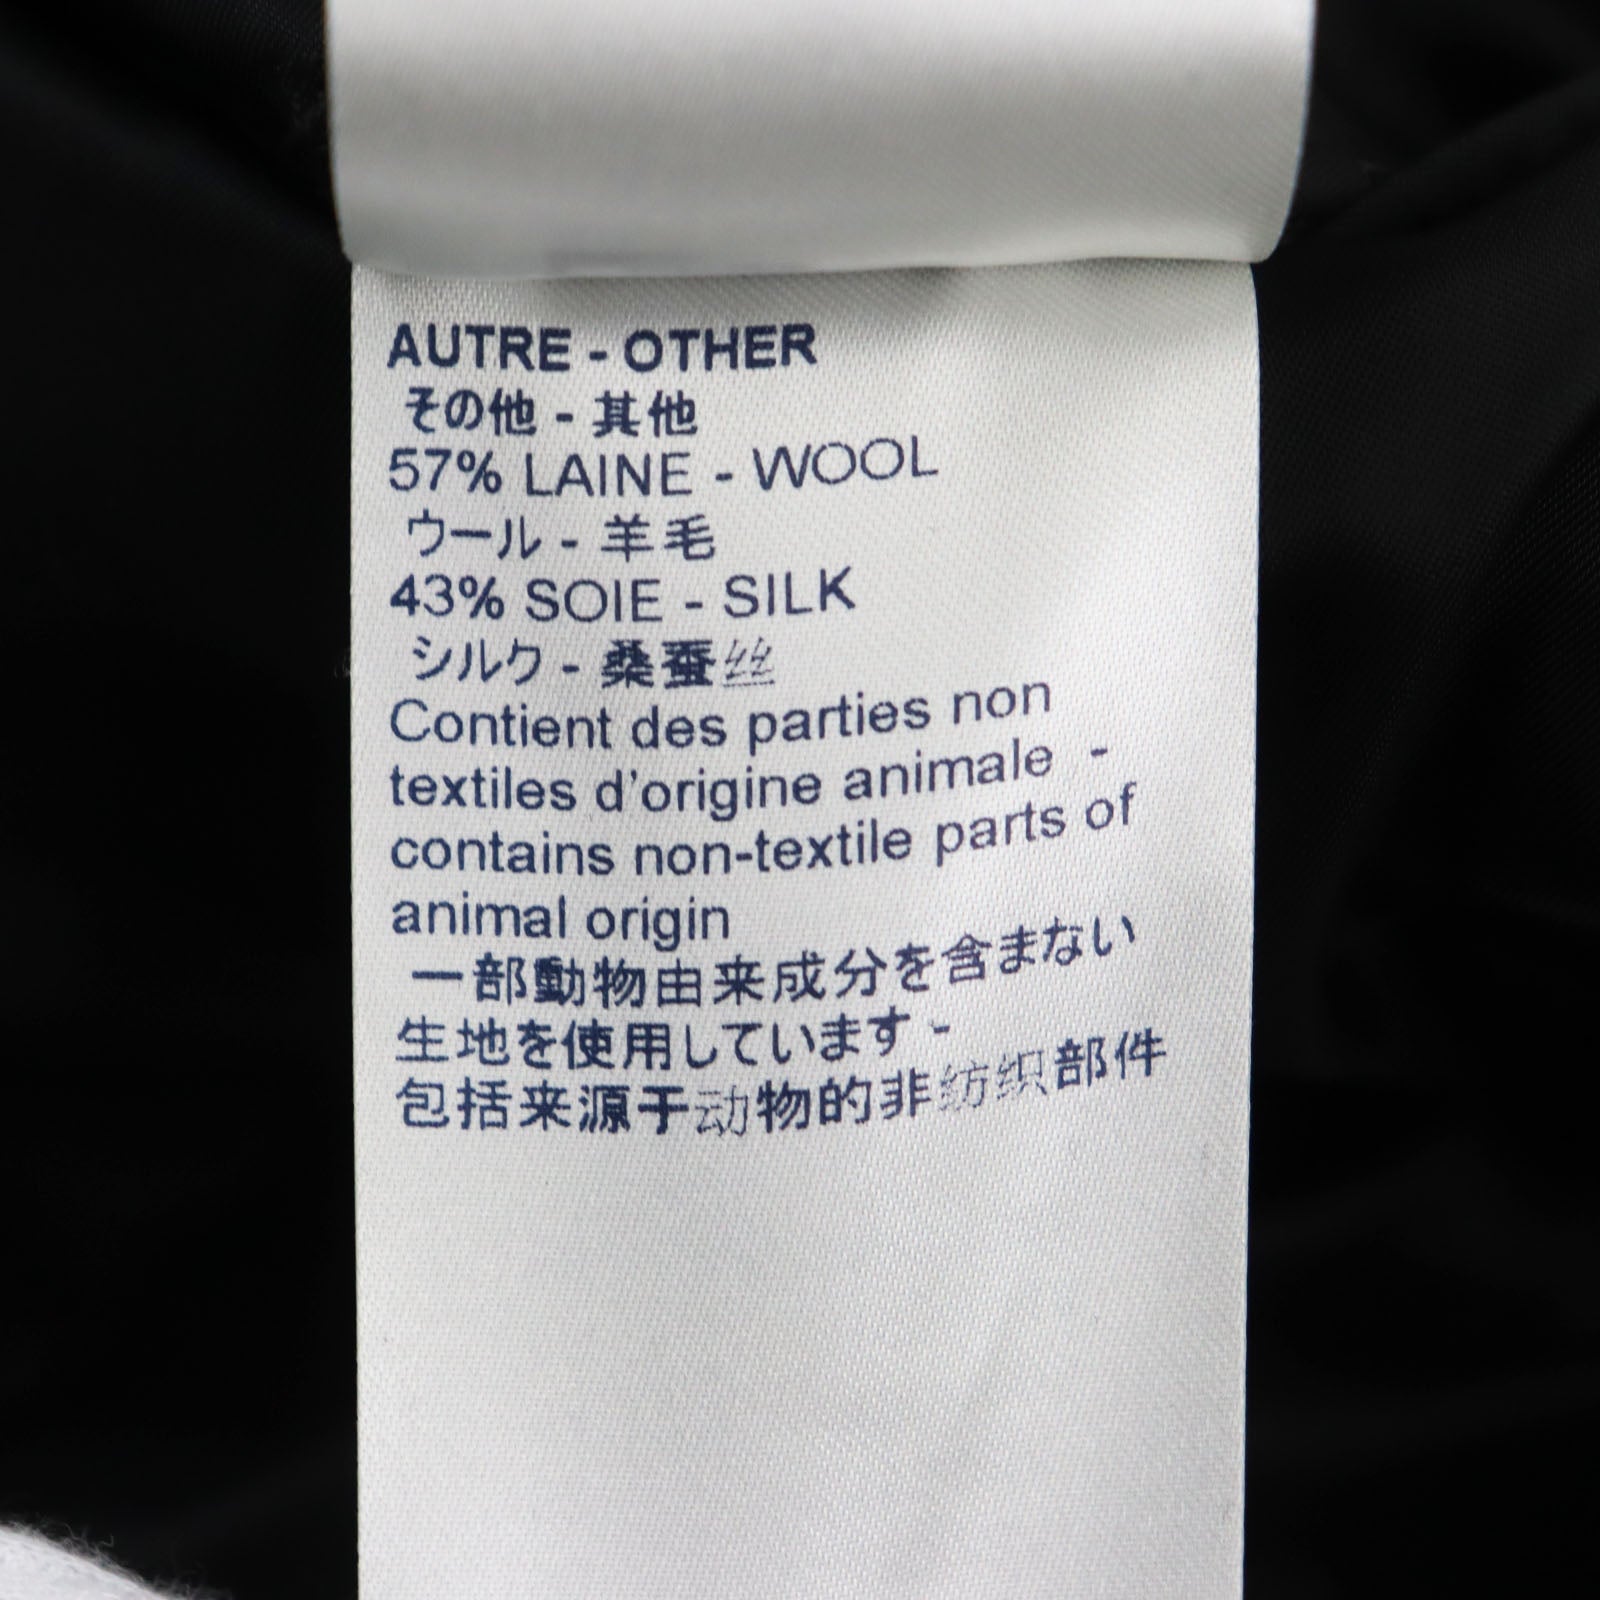 AUTRE - OTHER
その他 - 其他
57% LAINE - WOOL
ウール - 羊毛
43% SOIE - SILK
シルク - 桑蚕丝
Contient des parties non
textiles d'origine animale -
contains non-textile parts of
animal origin
一部動物由来成分を含まない
生地を使用しています -
包括来源于动物的非纺织部件